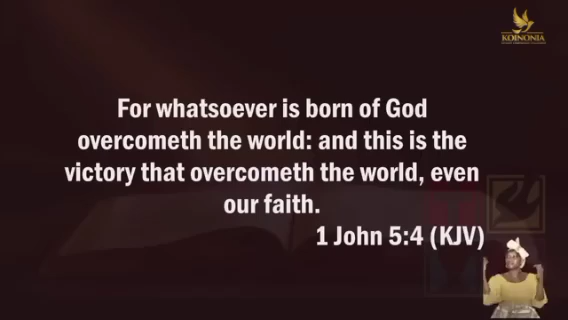 KOINONIA
For whatsoever is born of God
overcometh the world: and this is the
victory that overcometh the world, even
our faith.
1 John 5:4 (KJV)